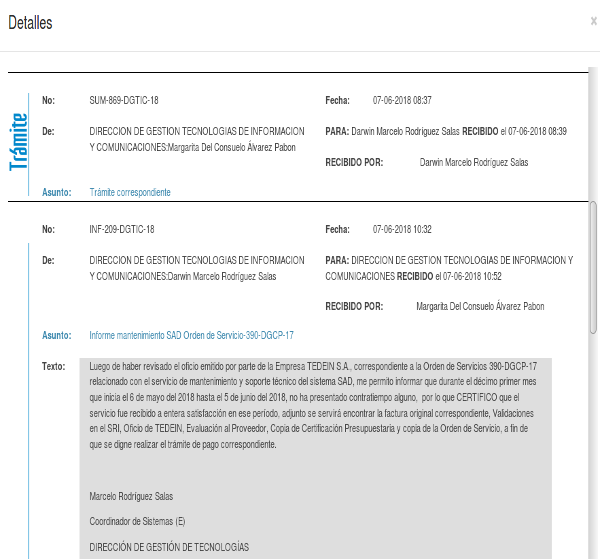 Detalles
x
Trámite
No: SUM-869-DGTIC-18 Fecha: 07-06-2018 08:37
De: DIRECCION DE GESTION TECNOLOGIAS DE INFORMACION PARA: Darwin Marcelo Rodríguez Salas RECIBIDO el 07-06-2018 08:39
Y COMUNICACIONES:Margarita Del Consuelo Álvarez Pabon
RECIBIDO POR: Darwin Marcelo Rodríguez Salas
Asunto: Trámite correspondiente
No: INF-209-DGTIC-18 Fecha: 07-06-2018 10:32
De: DIRECCION DE GESTION TECNOLOGIAS DE INFORMACION PARA: DIRECCION DE GESTION TECNOLOGIAS DE INFORMACION Y
Y COMUNICACIONES:Darwin Marcelo Rodríguez Salas COMUNICACIONES RECIBIDO el 07-06-2018 10:52
RECIBIDO POR: Margarita Del Consuelo Álvarez Pabon
Asunto: Informe mantenimiento SAD Orden de Servicio-390-DGCP-17
Texto: Luego de haber revisado el oficio emitido por parte de la Empresa TEDEIN S.A., correspondiente a la Orden de Servicios 390-DGCP-17
relacionado con el servicio de mantenimiento y soporte técnico del sistema SAD, me permito informar que durante el décimo primer mes
que inicia el 6 de mayo del 2018 hasta el 5 de junio del 2018, no ha presentado contratiempo alguno, por lo que CERTIFICO que el
servicio fue recibido a entera satisfacción en ese período, adjunto se servirá encontrar la factura original correspondiente, Validaciones
en el SRI, Oficio de TEDEIN, Evaluación al Proveedor, Copia de Certificación Presupuestaria y copia de la Orden de Servicio, a fin de
que se digne realizar el trámite de pago correspondiente.
Marcelo Rodríguez Salas
Coordinador de Sistemas (E)
DIRECCIÓN DE GESTIÓN DE TECNOLOGÍAS